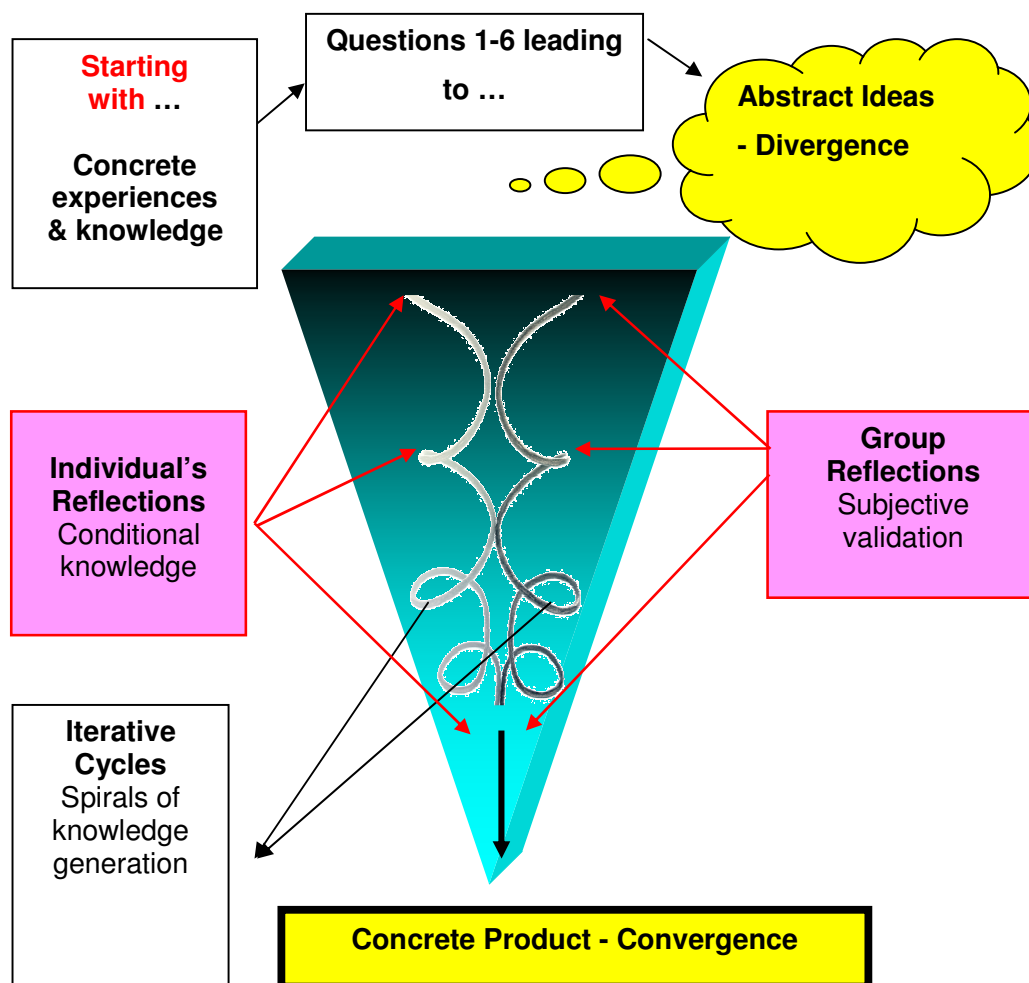 Starting
with …
Concrete
experiences
& knowledge
Questions 1-6 leading
to …
Abstract Ideas
- Divergence
Individual’s
Reflections
Conditional
knowledge
Group
Reflections
Subjective
validation
Iterative
Cycles
Spirals of
knowledge
generation
Concrete Product - Convergence